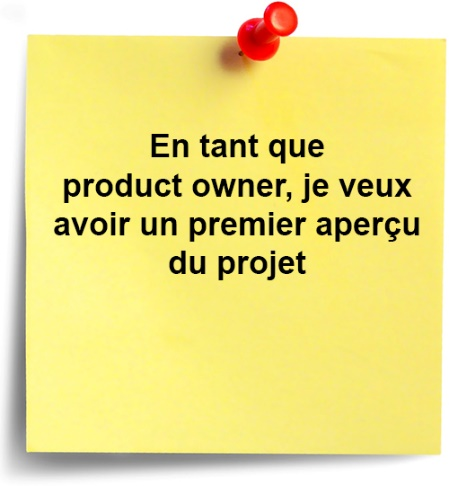 En tant que
product owner, je veux
avoir un premier aperçu
du projet